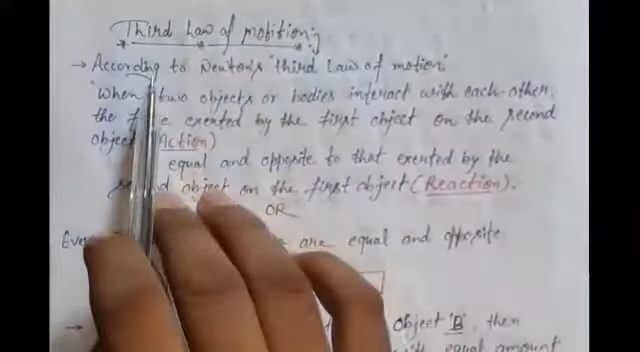 Third Law of motition:
→ According to Newton's "third Law of motion"
"When two objects or bodies interact with each-other,
the exerted by the first object on the second
object (Action)
equal and opposite to that exerted by the
object on the first object (Reaction).
OR
are equal and opposite
→ object 'B', then
equal amount